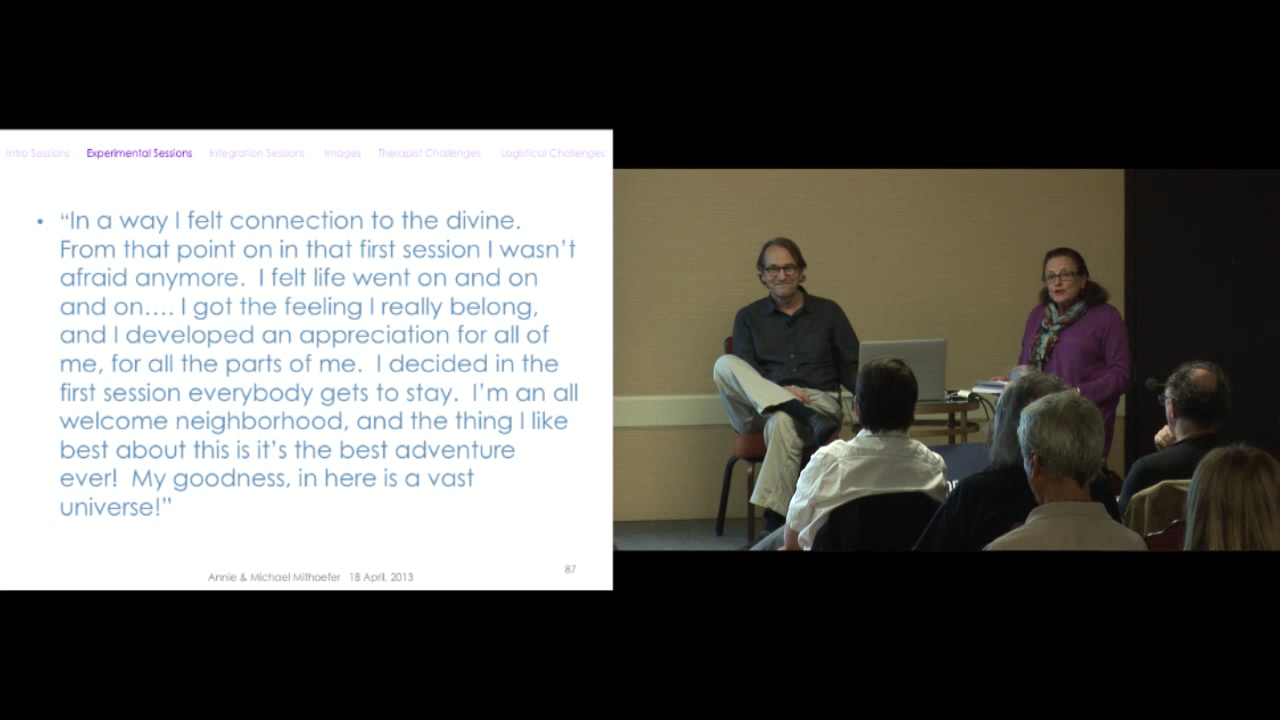 Intro Sessions Experimental Sessions Integration Sessions Images Therapist Challenges Logistical Challenges
• “In a way I felt connection to the divine.
From that point on in that first session I wasn’t
afraid anymore.  I felt life went on and on
and on…. I got the feeling I really belong,
and I developed an appreciation for all of
me, for all the parts of me.  I decided in the
first session everybody gets to stay.  I’m an all
welcome neighborhood, and the thing I like
best about this is it’s the best adventure
ever!  My goodness, in here is a vast
universe!”
87
Annie & Michael Mithoefer   18 April, 2013